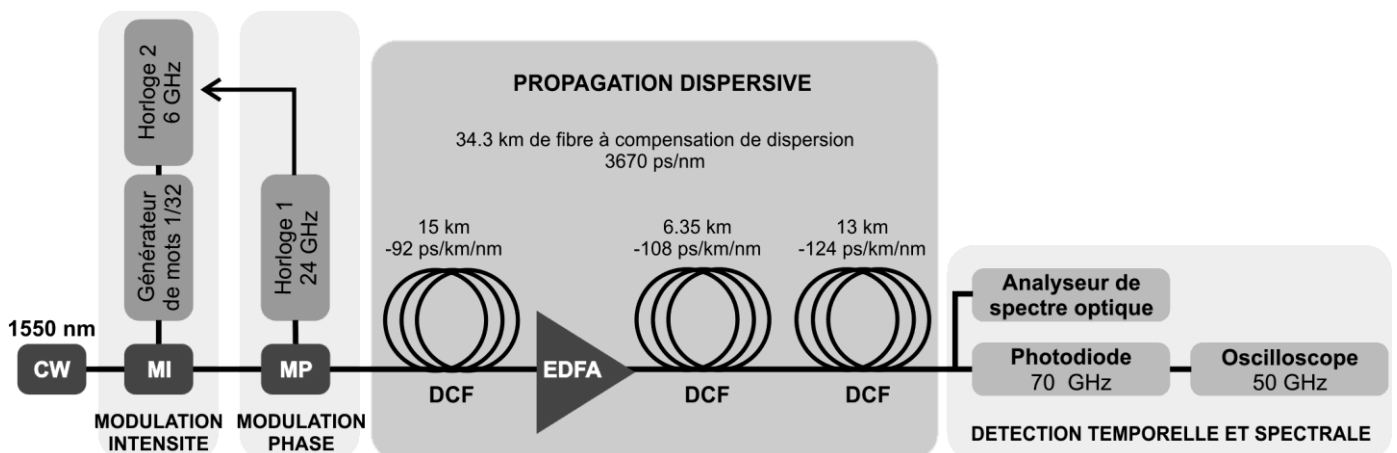 Horloge 2
6 GHz
Générateur
de mots 1/32
Horloge 1
24 GHz
1550 nm
CW
MI
MP
MODULATION
INTENSITE
MODULATION
PHASE
PROPAGATION DISPERSIVE
34.3 km de fibre à compensation de dispersion
3670 ps/nm
15 km
-92 ps/km/nm
DCF
EDFA
6.35 km
-108 ps/km/nm
DCF
13 km
-124 ps/km/nm
DCF
Analyseur de
spectre optique
Photodiode
70 GHz
Oscilloscope
50 GHz
DETECTION TEMPORELLE ET SPECTRALE